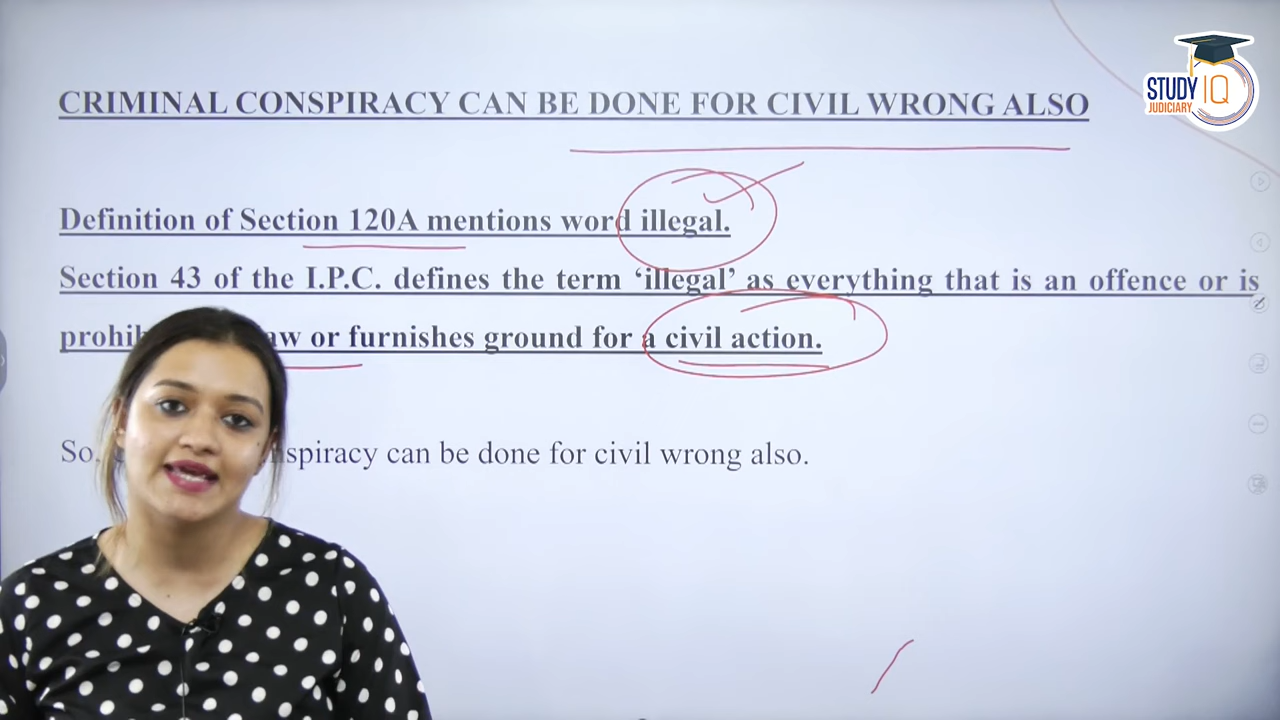 STUDY IQ
JUDICIARY
CRIMINAL CONSPIRACY CAN BE DONE FOR CIVIL WRONG ALSO
Definition of Section 120A mentions word illegal.
Section 43 of the I.P.C. defines the term ‘illegal’ as everything that is an offence or is
or furnishes ground for a civil action.
So, can be done for civil wrong also.